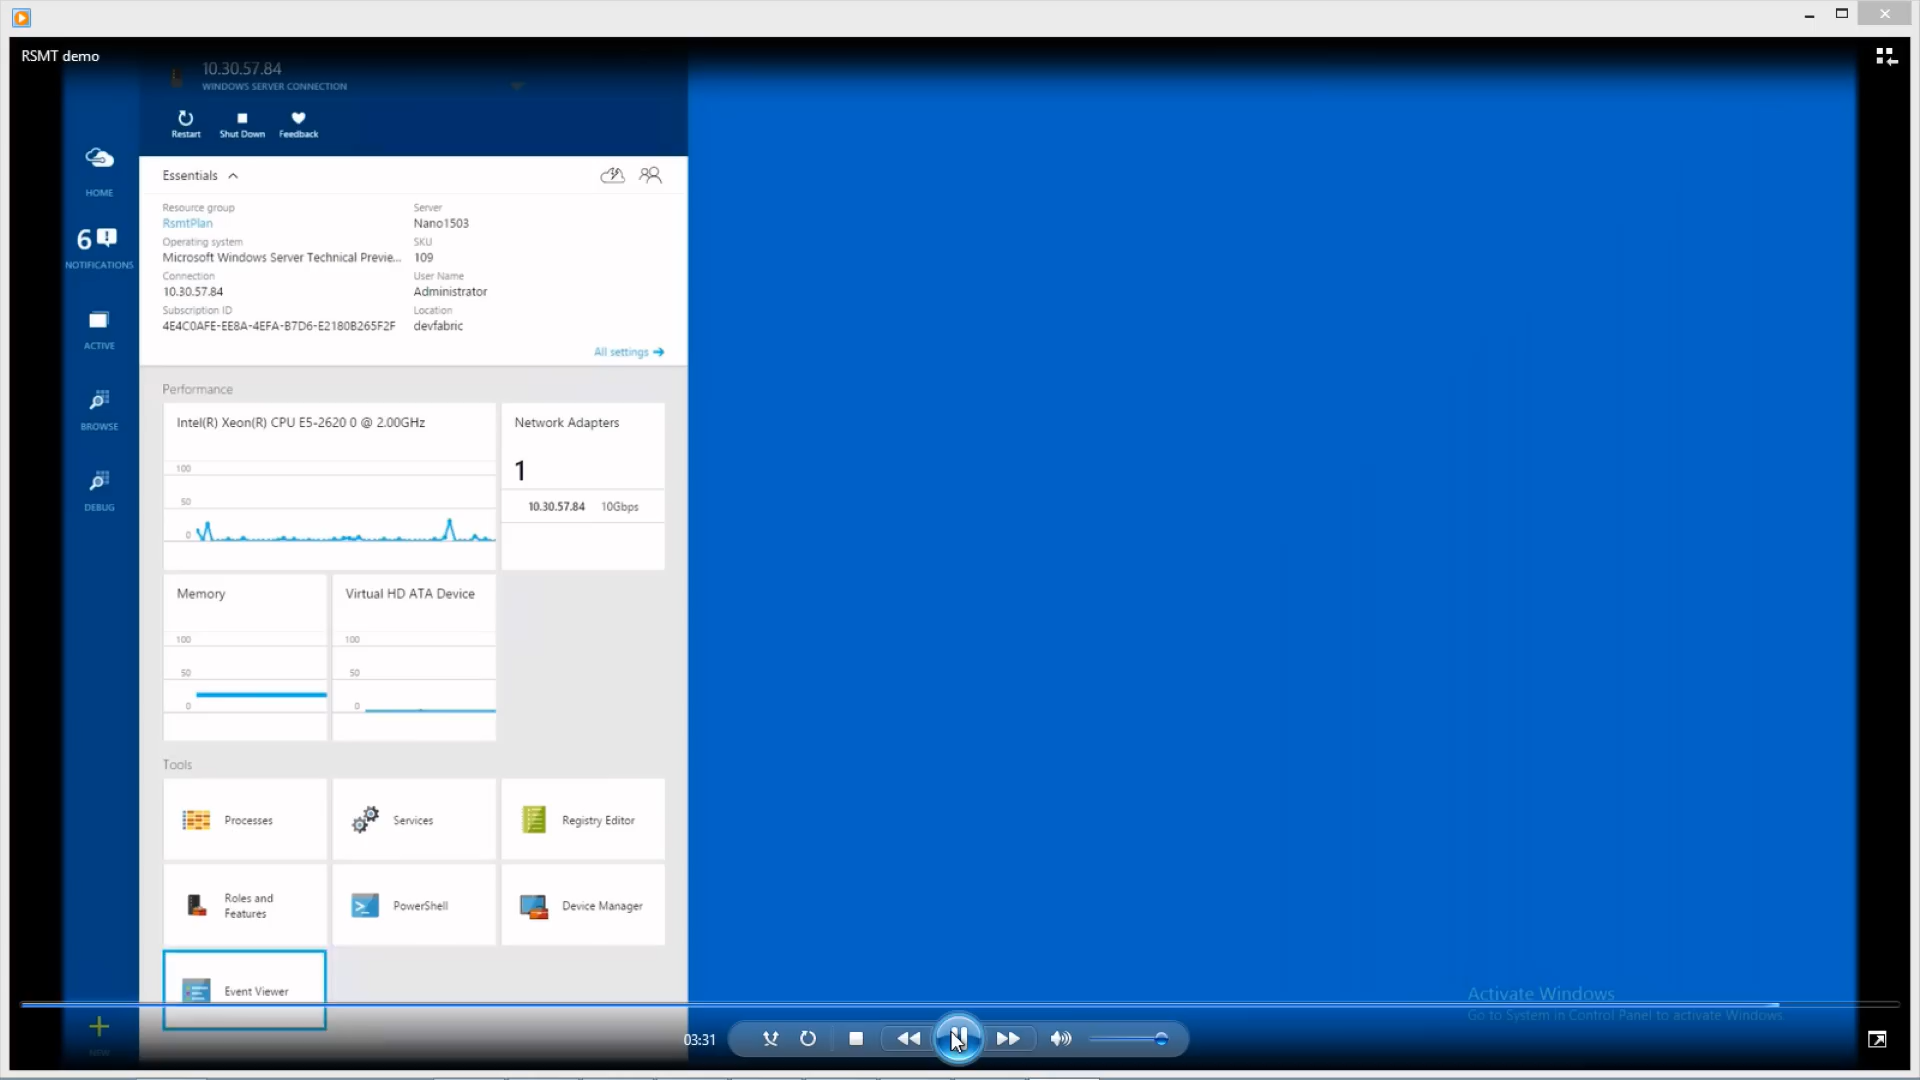 RSMT demo
10.30.57.84
WINDOWS SERVER CONNECTION
Restart
Shut Down
Feedback
HOME
6
NOTIFICATIONS
ACTIVE
BROWSE
DEBUG
NEW
Essentials
Resource group
RsmtPlan
Server
Nano1503
Operating system
Microsoft Windows Server Technical Previe...
SKU
109
Connection
10.30.57.84
User Name
Administrator
Subscription ID
4E4C0AFE-EE8A-4EFA-B7D6-E2180B265F2F
Location
devfabric
All settings
Performance
Intel(R) Xeon(R) CPU E5-2620 0 @ 2.00GHz
100
50
0
Network Adapters
1
10.30.57.84 10Gbps
Memory
100
50
0
Virtual HD ATA Device
100
50
0
Tools
Processes
Services
Registry Editor
Roles and
Features
PowerShell
Device Manager
Event Viewer
Activate Windows
Go to System in Control Panel to activate Windows.
03:31